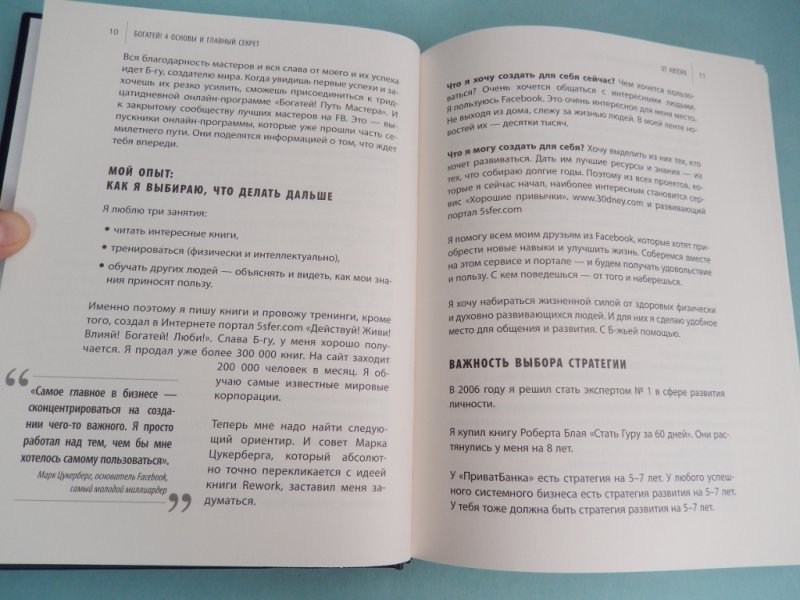 10 БОГАТЕЙ! 4 ОСНОВЫ И ГЛАВНЫЙ СЕКРЕТ
Вся благодарность мастеров и вся слава от моего и их успеха
идет Б-гу, создателю мира. Когда увидишь первые успехи и за-
хочешь их резко усилить, сможешь присоединиться к трид-
цатидневной онлайн-программе «Богатей! Путь Мастера». И
к закрытому сообществу лучших мастеров на FB. Это — вы-
пускники онлайн-программы, которые уже прошли часть се-
милетнего пути. Они поделятся информацией о том, что ждет
тебя впереди.
МОЙ ОПЫТ:
КАК Я ВЫБИРАЮ, ЧТО ДЕЛАТЬ ДАЛЬШЕ
Я люблю три занятия:
• читать интересные книги,
• тренироваться (физически и интеллектуально),
• обучать других людей — объяснять и видеть, как мои зна-
ния приносят пользу.
Именно поэтому я пишу книги и провожу тренинги, кроме
того, создал в Интернете портал 5sfer.com «Действуй! Живи!
Влияй! Богатей! Люби!». Слава Б-гу, у меня хорошо полу-
чается. Я продал уже более 300 000 книг. На сайт заходит
200 000 человек в месяц. Я об-
учаю самые известные мировые
корпорации.
Теперь мне надо найти следую-
щий ориентир. И совет Марка
Цукерберга, который абсолют-
но точно перекликается с идеей
книги Rework, заставил меня за-
думаться.
“
«Самое главное в бизнесе —
сконцентрироваться на созда-
нии чего-то важного. Я просто
работал над тем, чем бы мне
хотелось самому пользоваться».
Марк Цукерберг, основатель Facebook,
самый молодой миллиардер
”
ОТ АВТОРА 11
Что я хочу создать для себя сейчас? Чем хочется пользо-
ваться? Очень хочется общаться с интересными людьми.
Я пользуюсь Facebook. Это очень интересное для меня место.
Не выходя из дома, слежу за жизнью людей. В моей ленте но-
востей их — десятки тысяч.
Что я могу создать для себя? Хочу выделить из них тех, кто
хочет развиваться. Дать им лучшие ресурсы и знания — из
тех, что собираю долгие годы. Поэтому из всех проектов, ко-
торые я сейчас начал, наиболее интересным становится сер-
вис «Хорошие привычки». www.30dney.com и развивающий
портал 5sfer.com
Я помогу всем моим друзьям из Facebook, которые хотят при-
обрести новые навыки и улучшить жизнь. Соберемся вместе
на этом сервисе и портале — и будем получать удовольствие
и пользу. С кем поведешься — от того и наберешься.
Я хочу набираться жизненной силой от здоровых физически
и духовно развивающихся людей. И для них я сделаю удобное
место для общения и развития. С Б-жьей помощью.
ВАЖНОСТЬ ВЫБОРА СТРАТЕГИИ
В 2006 году я решил стать экспертом № 1 в сфере развития
личности.
Я купил книгу Роберта Блая «Стать Гуру за 60 дней». Они рас-
тянулись у меня на 8 лет.
У «ПриватБанка» есть стратегия на 5–7 лет. У любого успеш-
ного системного бизнеса есть стратегия развития на 5–7 лет.
У тебя тоже должна быть стратегия развития на 5–7 лет.